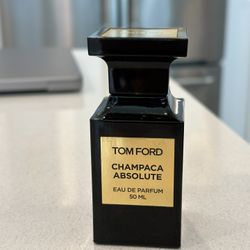 TOM FORD
CHAMPACA
ABSOLUTE
EAU DE PARFUM
50 ML